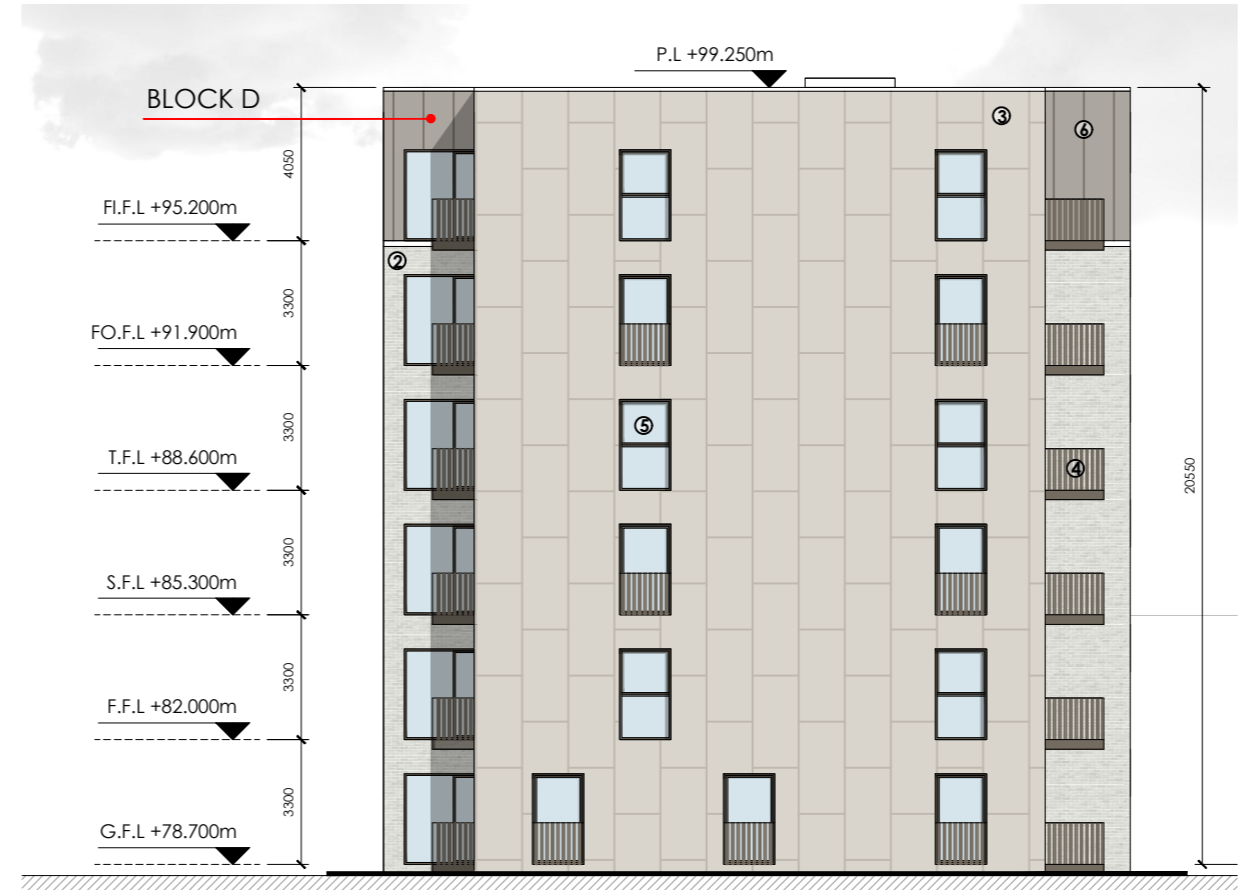 P.L +99.250m
BLOCK D
③
⑥
4050
FI.F.L +95.200m
②
3300
FO.F.L +91.900m
3300
⑤
T.F.L +88.600m
④
20550
3300
S.F.L +85.300m
3300
F.F.L +82.000m
3300
G.F.L +78.700m